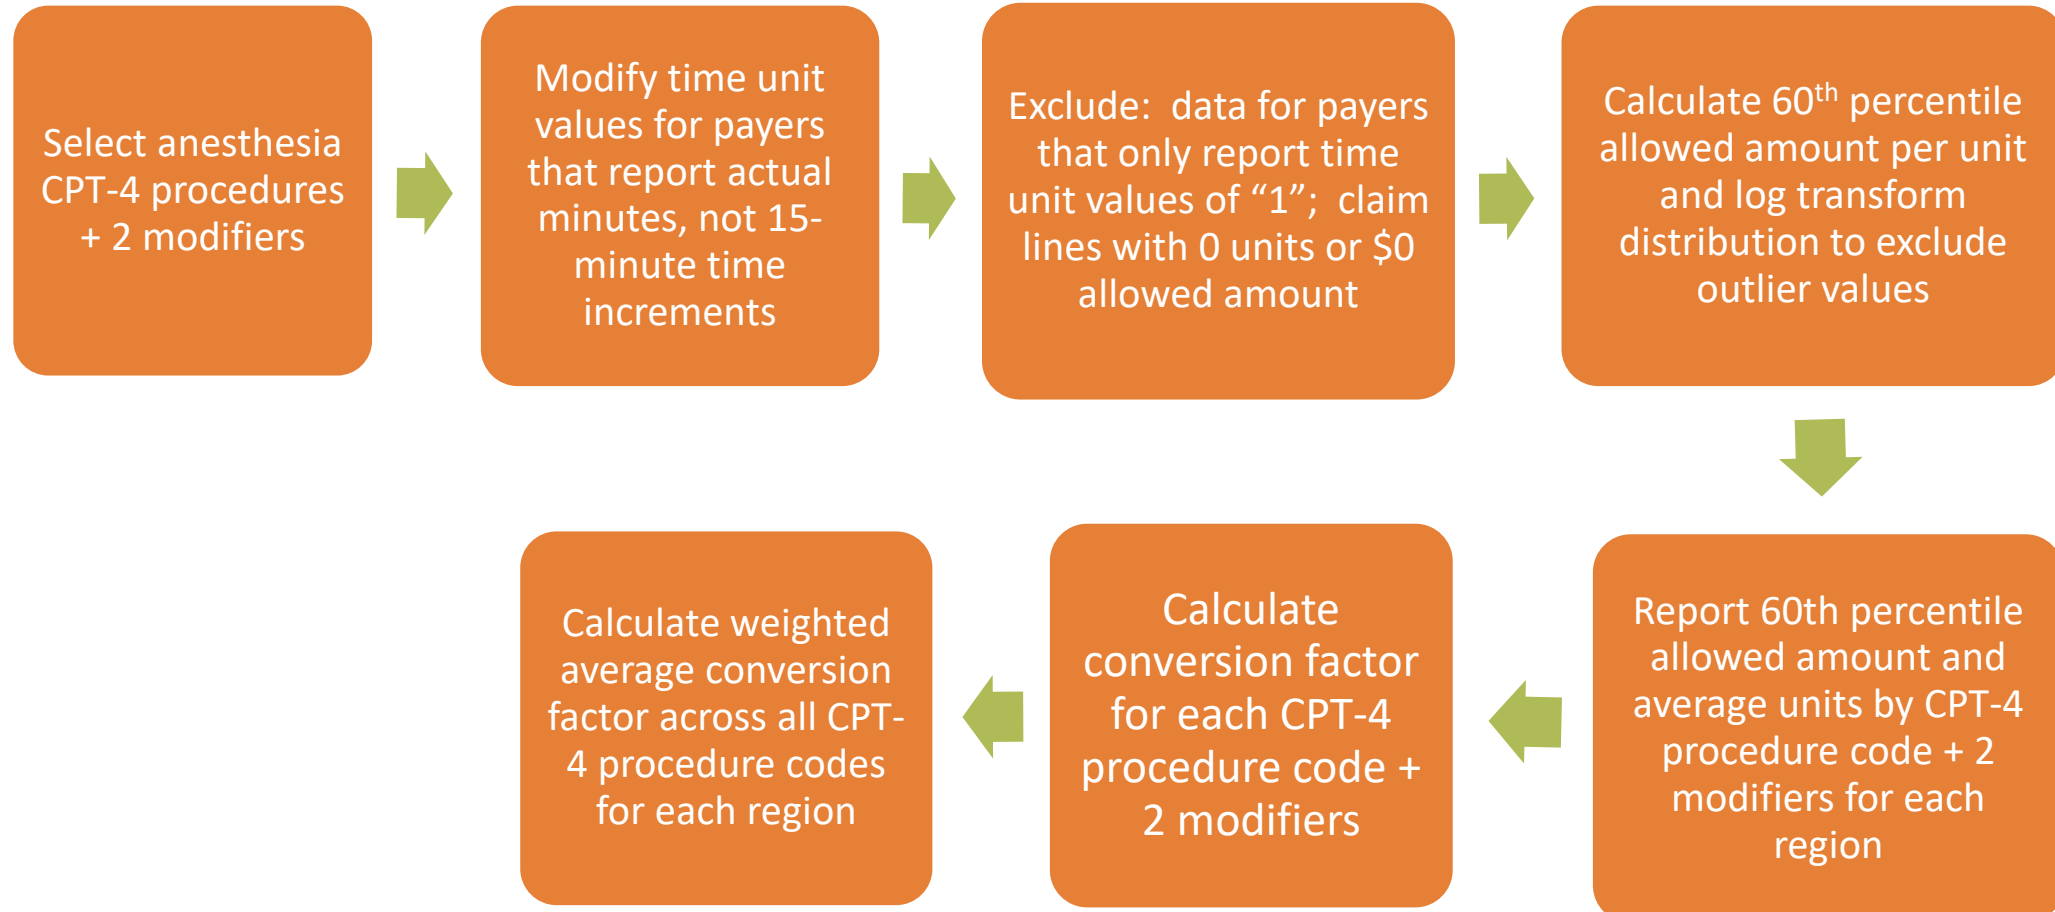 Select anesthesia
CPT-4 procedures
+ 2 modifiers
Modify time unit
values for payers
that report actual
minutes, not 15-
minute time
increments
Exclude:  data for payers
that only report time
unit values of “1”;  claim
lines with 0 units or $0
allowed amount
Calculate 60th percentile
allowed amount per unit
and log transform
distribution to exclude
outlier values
Report 60th percentile
allowed amount and
average units by CPT-4
procedure code + 2
modifiers for each
region
Calculate
conversion factor
for each CPT-4
procedure code +
2 modifiers
Calculate weighted
average conversion
factor across all CPT-
4 procedure codes
for each region